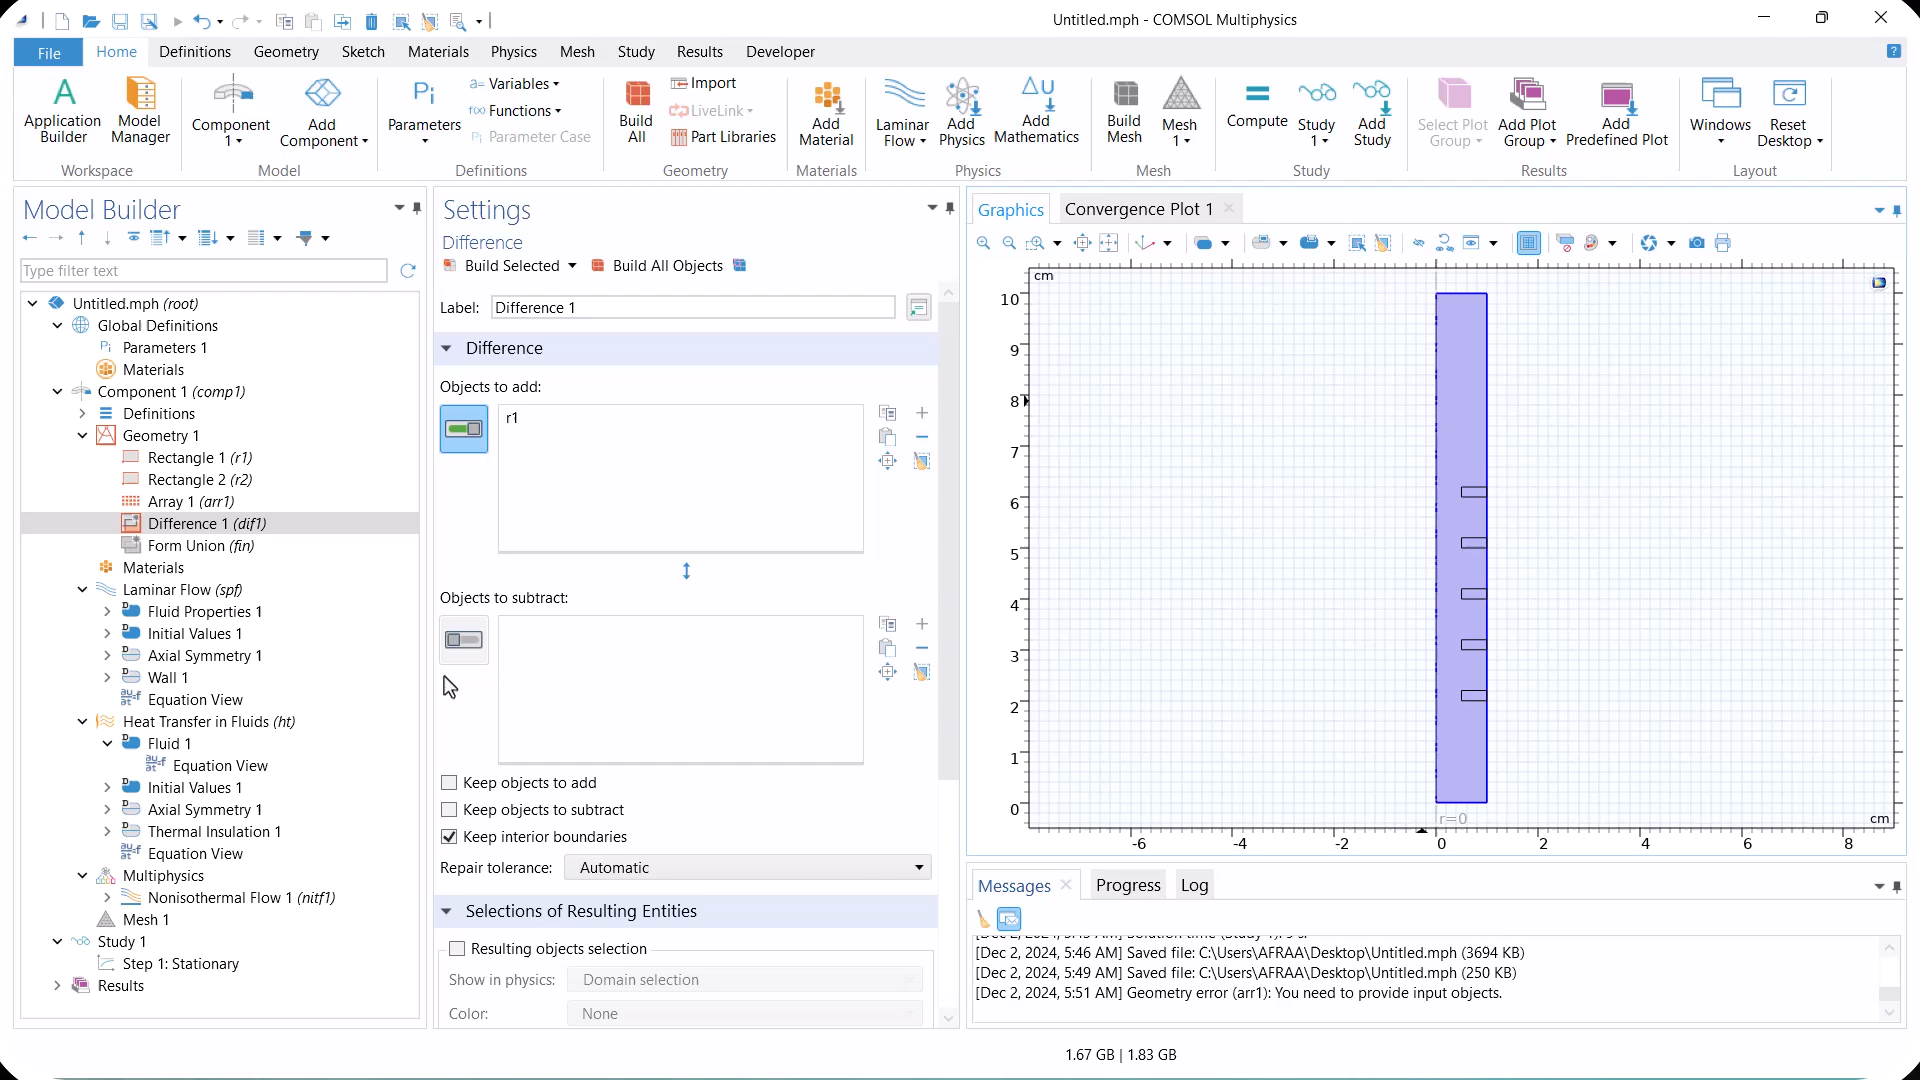 Untitled.mph - COMSOL Multiphysics
File Home Definitions Geometry Sketch Materials Physics Mesh Study Results Developer
Application Builder
Model Manager
Workspace
Component 1
Add Component
Model
Pi Parameters
a= Variables
f(x) Functions
Pi Parameter Case
Definitions
Build All
Import
LiveLink
Part Libraries
Geometry
Add Material
Materials
Laminar Flow
Add Physics
ΔU Add Mathematics
Physics
Build Mesh
Mesh 1
Mesh
Compute
Study 1
Add Study
Study
Select Plot Group
Add Plot Group
Add Predefined Plot
Results
Windows
Reset Desktop
Layout
Model Builder
Type filter text
Untitled.mph (root)
Global Definitions
Pi Parameters 1
Materials
Component 1 (comp1)
Definitions
Geometry 1
Rectangle 1 (r1)
Rectangle 2 (r2)
Array 1 (arr1)
Difference 1 (dif1)
Form Union (fin)
Materials
Laminar Flow (spf)
Fluid Properties 1
Initial Values 1
Axial Symmetry 1
Wall 1
Equation View
Heat Transfer in Fluids (ht)
Fluid 1
Equation View
Initial Values 1
Axial Symmetry 1
Thermal Insulation 1
Equation View
Multiphysics
Nonisothermal Flow 1 (nitf1)
Mesh 1
Study 1
Step 1: Stationary
Results
Settings
Difference
Build Selected Build All Objects
Label: Difference 1
Difference
Objects to add:
r1
Objects to subtract:
Keep objects to add
Keep objects to subtract
Keep interior boundaries
Repair tolerance: Automatic
Selections of Resulting Entities
Resulting objects selection
Show in physics: Domain selection
Color: None
Graphics Convergence Plot 1
cm
10
9
8
7
6
5
4
3
2
1
0
r=0
cm
-6 -4 -2 0 2 4 6 8
Messages Progress Log
[Dec 2, 2024, 5:46 AM] Saved file: C:\Users\AFRAA\Desktop\Untitled.mph (3694 KB)
[Dec 2, 2024, 5:49 AM] Saved file: C:\Users\AFRAA\Desktop\Untitled.mph (250 KB)
[Dec 2, 2024, 5:51 AM] Geometry error (arr1): You need to provide input objects.
1.67 GB | 1.83 GB